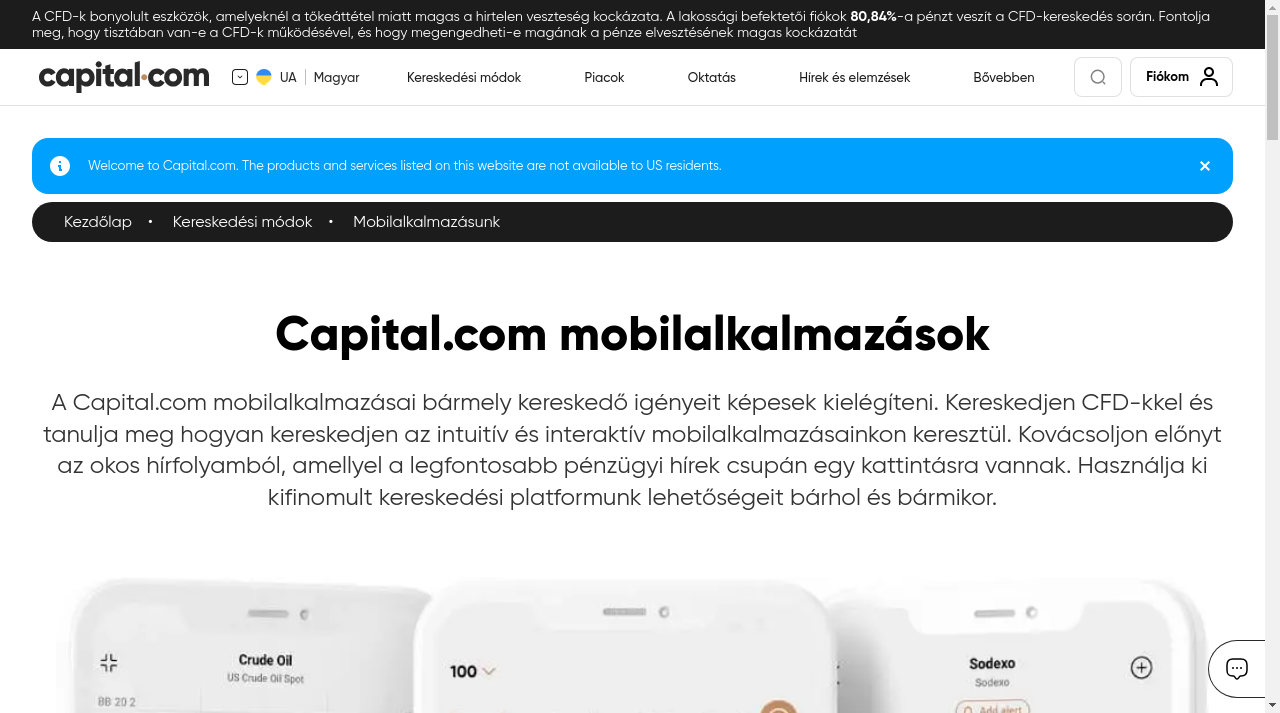 A CFD-k bonyolult eszközök, amelyeknél a tőkeáttétel miatt magas a hirtelen veszteség kockázata. A lakossági befektetői fiókok 80,84%-a pénzt veszít a CFD-kereskedés során. Fontolja
meg, hogy tisztában van-e a CFD-k működésével, és hogy megengedheti-e magának a pénze elvesztésének magas kockázatát
capital.com
UA Magyar Kereskedési módok Piacok Oktatás Hírek és elemzések Bővebben Fiókom
Welcome to Capital.com. The products and services listed on this website are not available to US residents.
Kezdőlap • Kereskedési módok • Mobilalkalmazásunk
Capital.com mobilalkalmazások
A Capital.com mobilalkalmazásai bármely kereskedő igényeit képesek kielégíteni. Kereskedjen CFD-kkel és
tanulja meg hogyan kereskedjen az intuitív és interaktív mobilalkalmazásainkon keresztül. Kovácsoljon előnyt
az okos hírfolyamból, amellyel a legfontosabb pénzügyi hírek csupán egy kattintásra vannak. Használja ki
kifinomult kereskedési platformunk lehetőségeit bárhol és bármikor.
Crude Oil
US Crude Oil Spot
BB 20 2
100
Sodexo
Sodexo
Add alert